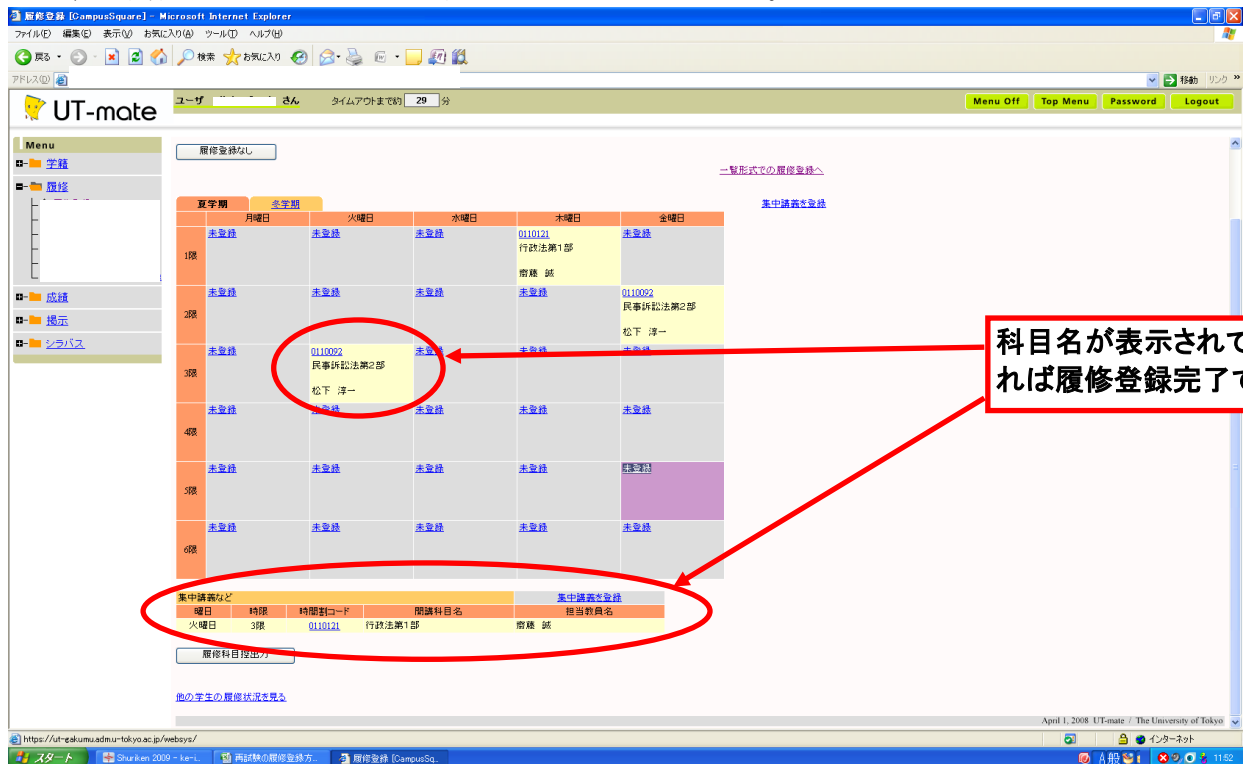 履修登録 [CampusSquare] - Microsoft Internet Explorer
ファイル(F) 編集(E) 表示(V) お気に入り(A) ツール(T) ヘルプ(H)
戻る 検索 お気に入り
アドレス(D) 移動 リンク »
UT-mate
ユーザ さん タイムアウトまで約 29 分
Menu Off Top Menu Password Logout
Menu
学籍
履修
成績
掲示
シラバス
履修登録なし
一覧形式での履修登録へ
夏学期 冬学期 集中講義を登録
月曜日 火曜日 水曜日 木曜日 金曜日
1限 未登録 未登録 未登録 0110121 未登録
行政法第1部
齋藤 誠
2限 未登録 未登録 未登録 未登録 0110092
民事訴訟法第2部
松下 淳一
3限 未登録 0110092 未登録 未登録 未登録
民事訴訟法第2部
松下 淳一
4限 未登録 未登録 未登録 未登録 未登録
5限 未登録 未登録 未登録 未登録 未登録
6限 未登録 未登録 未登録 未登録 未登録
科目名が表示されて
れば履修登録完了で
集中講義など 集中講義を登録
曜日 時限 時間割コード 開講科目名 担当教員名
火曜日 3限 0110121 行政法第1部 齋藤 誠
履修科目控出力
他の学生の履修状況を見る
April 1, 2008 UT-mate / The University of Tokyo
https://ut-gakumu.adm.u-tokyo.ac.jp/websys/ インターネット
スタート Shuriken 2009 - ke-i... 再試験の履修登録方... 履修登録 [CampusSq... A 般 11:52